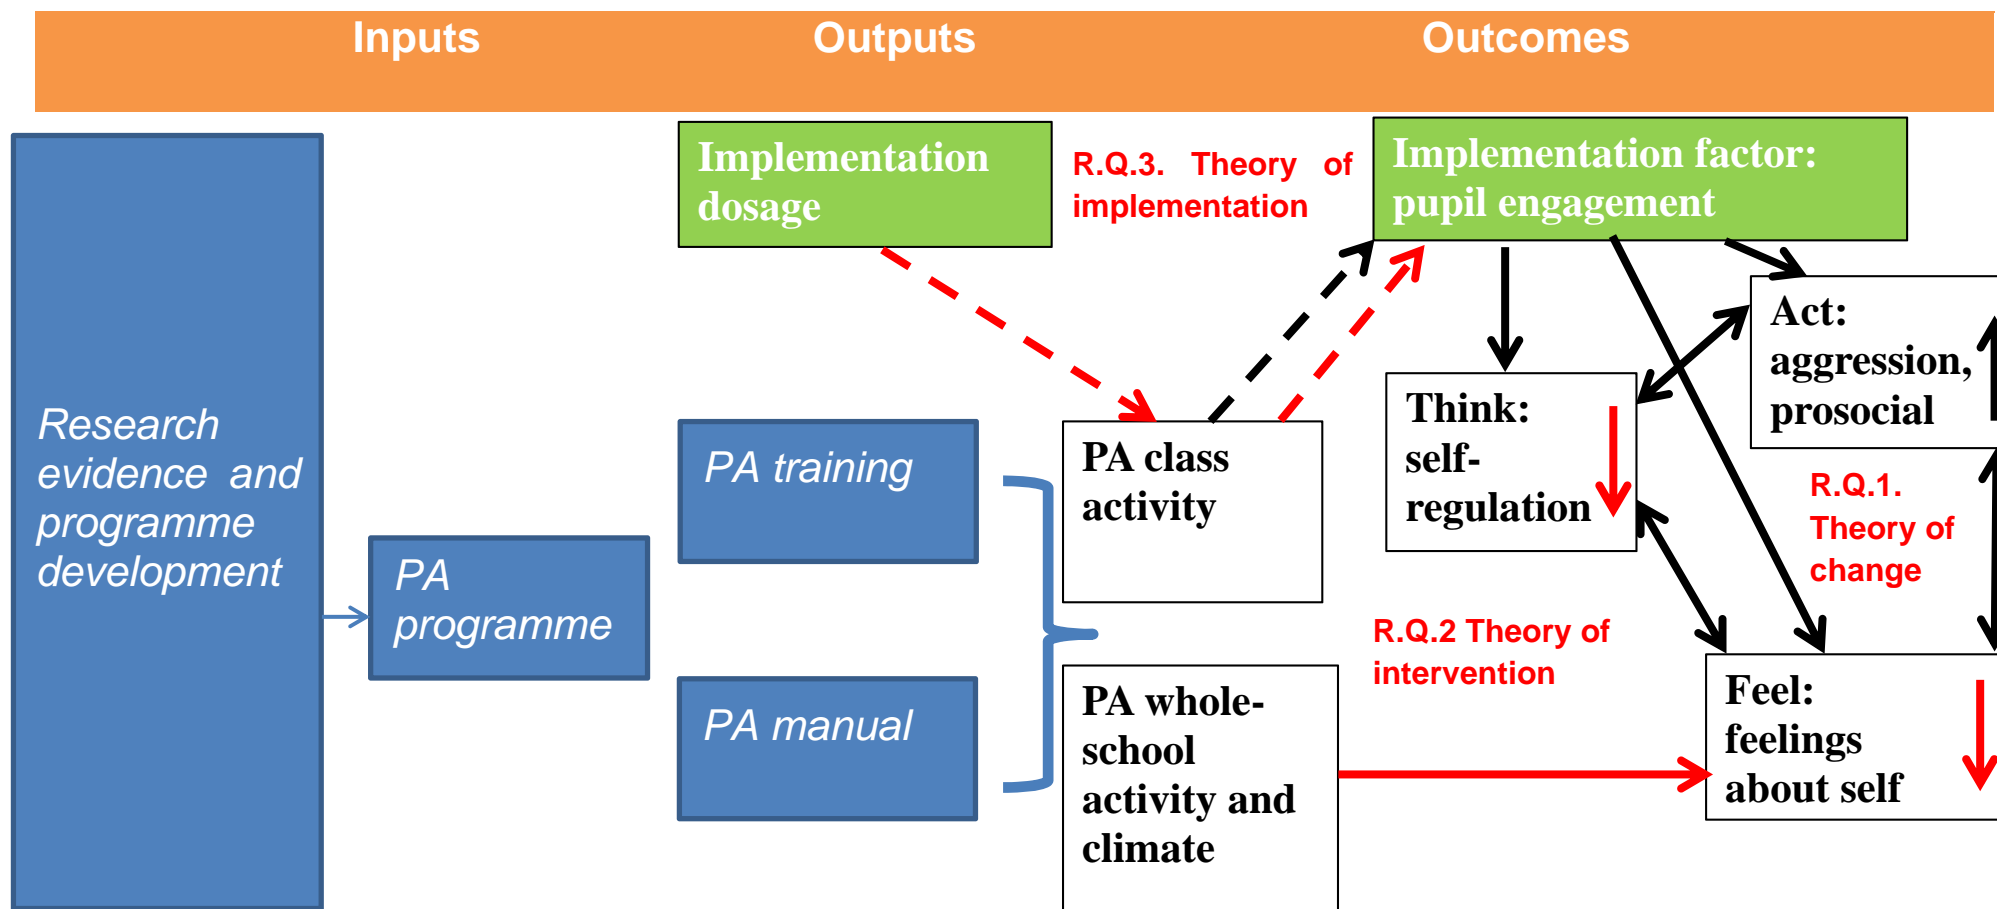 Inputs
Outputs
Outcomes
Implementation
dosage
R.Q.3. Theory of
implementation
Implementation factor:
pupil engagement
Act:
aggression,
prosocial
Think:
self-
regulation
Research
evidence and
programme
development
PA training
PA class
activity
R.Q.1.
Theory of
change
PA
programme
R.Q.2 Theory of
intervention
PA manual
PA whole-
school
activity and
climate
Feel:
feelings
about self